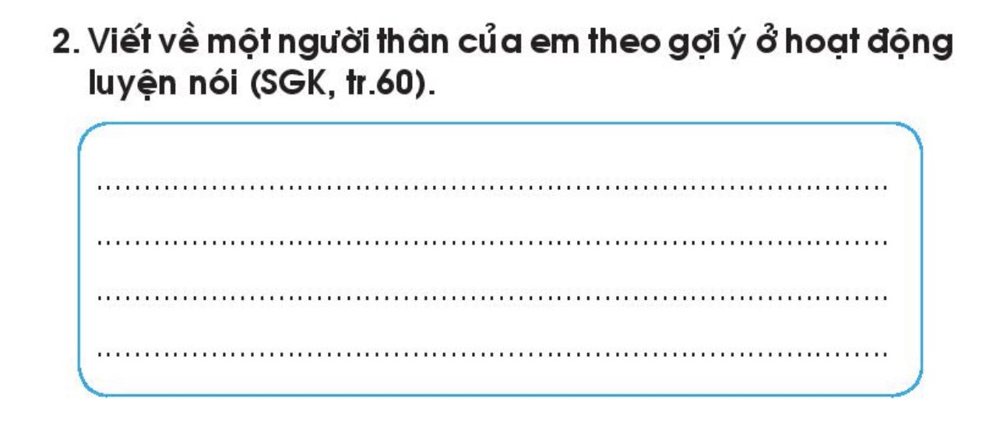 2. Viết về một người thân của em theo gợi ý ở hoạt động
luyện nói (SGK, tr.60).
................................................................................
................................................................................
................................................................................
................................................................................